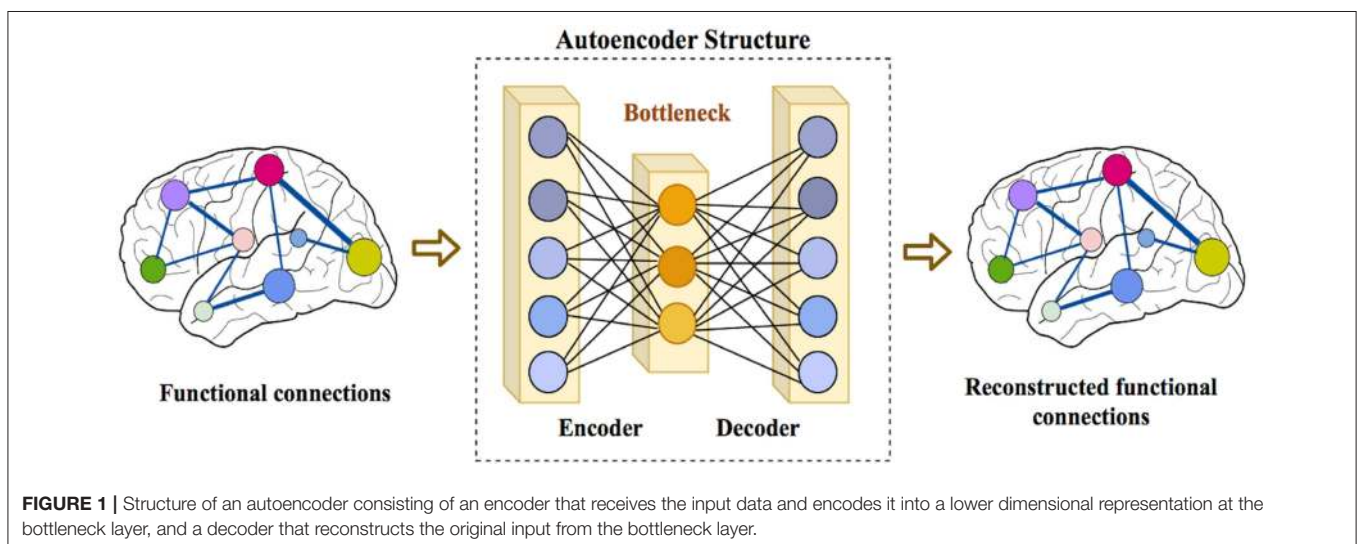 Autoencoder Structure
Bottleneck
Functional connections
Encoder
Decoder
Reconstructed functional
connections
FIGURE 1 | Structure of an autoencoder consisting of an encoder that receives the input data and encodes it into a lower dimensional representation at the
bottleneck layer, and a decoder that reconstructs the original input from the bottleneck layer.